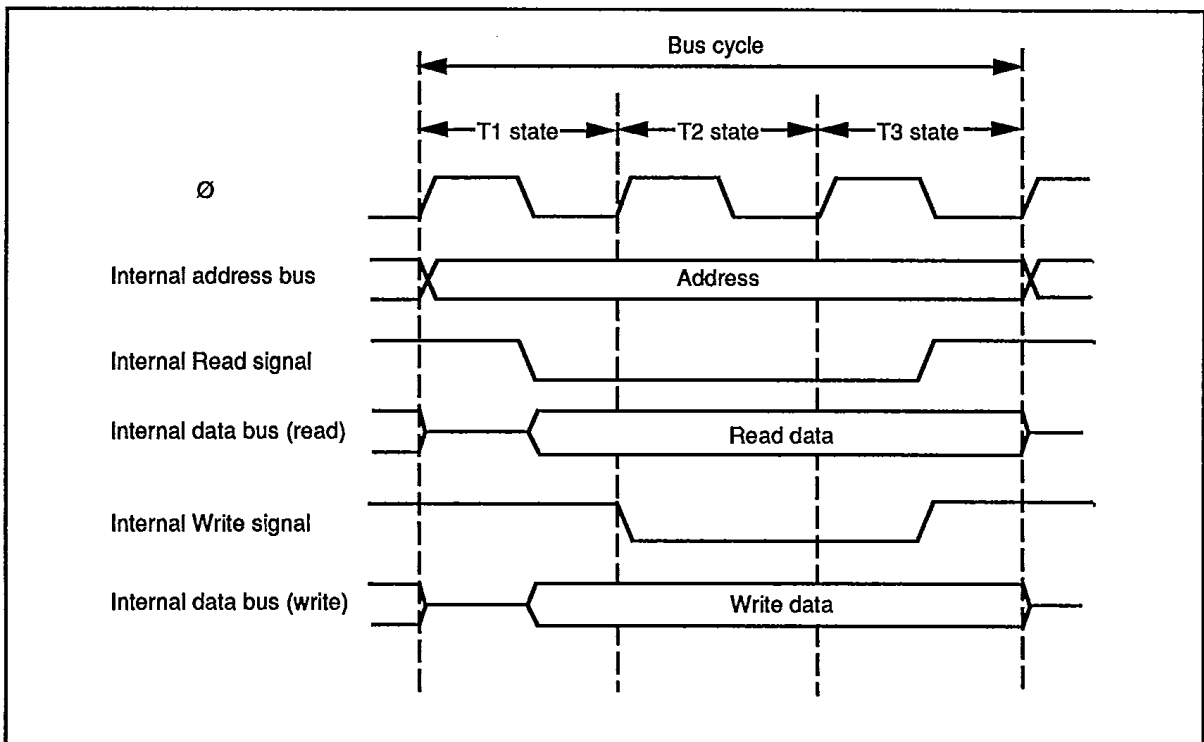 Bus cycle
T1 state
T2 state
T3 state
Ø
Internal address bus
Address
Internal Read signal
Internal data bus (read)
Read data
Internal Write signal
Internal data bus (write)
Write data